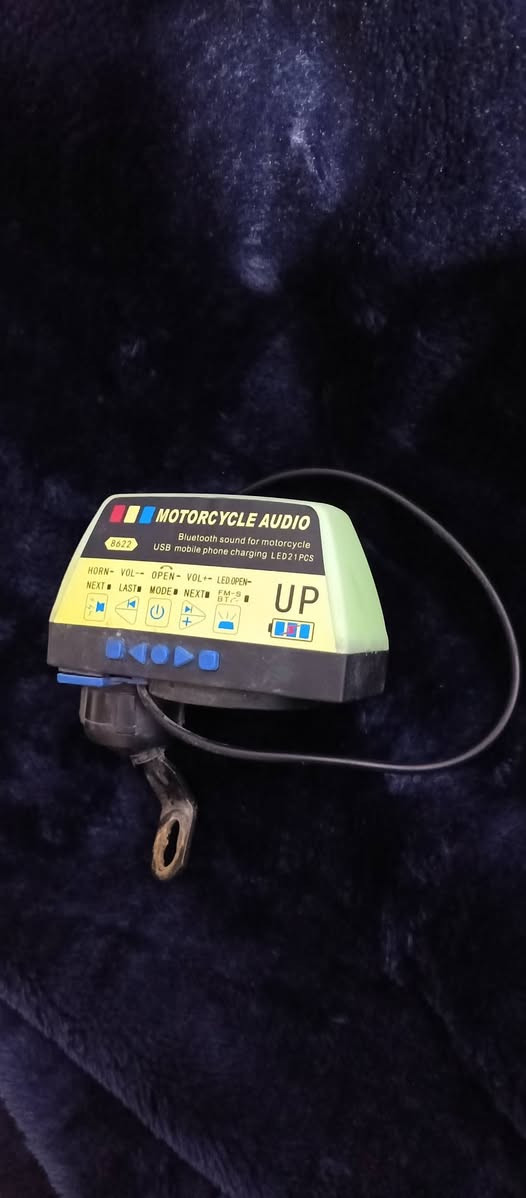 MOTORCYCLE AUDIO
8622
Bluetooth sound for motorcycle
USB mobile phone charging LED21PCS
HORN- VOL-- OPEN- VOL+- LED.OPEN-
NEXT LAST MODE NEXT FM-S
BT/:
UP